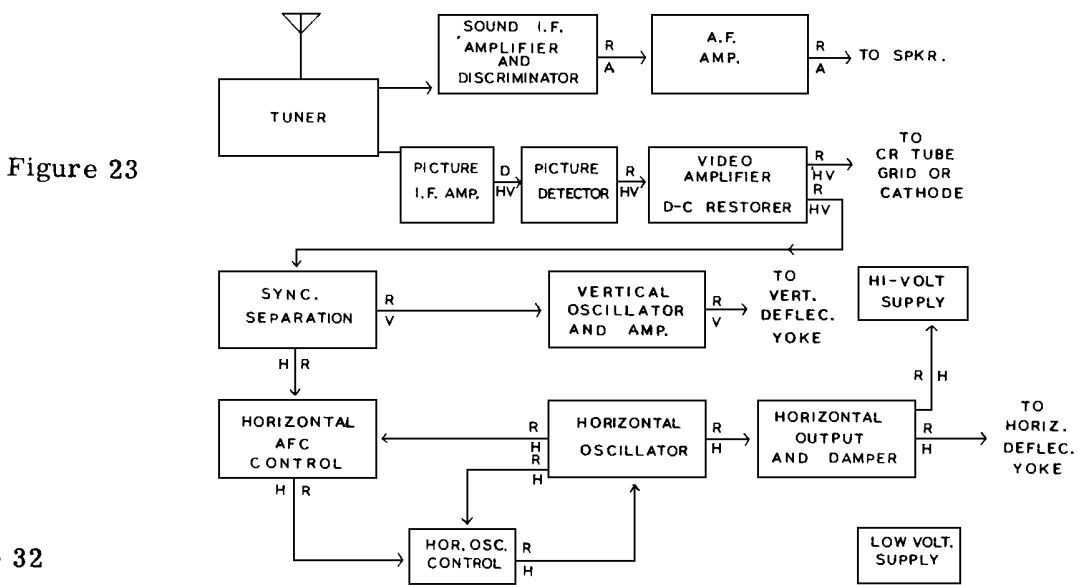 Figure 23
TUNER
SOUND I.F.
AMPLIFIER
AND
DISCRIMINATOR
R
A
A.F.
AMP.
R
A
TO SPKR.
PICTURE
I.F. AMP.
D
HV
PICTURE
DETECTOR
R
HV
VIDEO
AMPLIFIER
D-C RESTORER
R
HV
R
HV
TO
CR TUBE
GRID OR
CATHODE
SYNC.
SEPARATION
R
V
VERTICAL
OSCILLATOR
AND AMP.
R
V
TO
VERT.
DEFLEC.
YOKE
HI-VOLT
SUPPLY
H R
R H
HORIZONTAL
AFC
CONTROL
R
H
R
H
HORIZONTAL
OSCILLATOR
R
H
HORIZONTAL
OUTPUT
AND DAMPER
R
H
TO
HORIZ.
DEFLEC.
YOKE
H R
HOR. OSC.
CONTROL
R
H
LOW VOLT.
SUPPLY
32